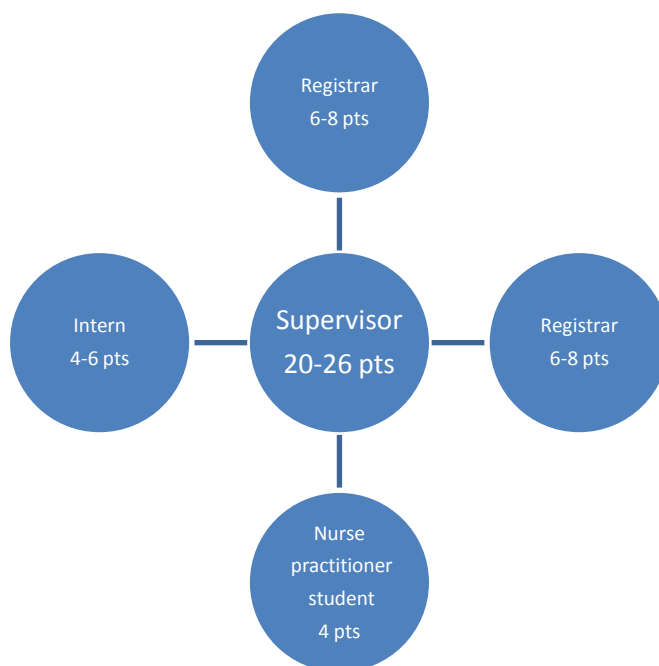 Registrar
6-8 pts
Intern
4-6 pts
Supervisor
20-26 pts
Registrar
6-8 pts
Nurse
practitioner
student
4 pts